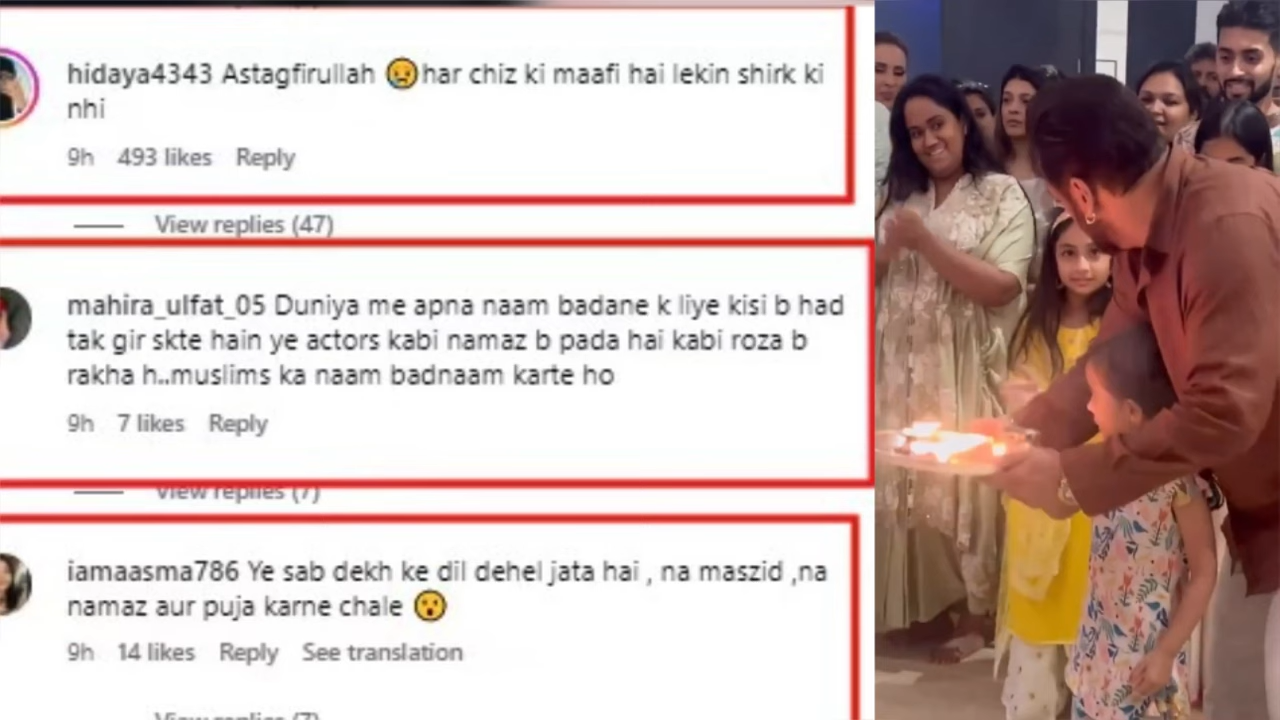 hidaya4343 Astagfirullah 😢har chiz ki maafi hai lekin shirk ki
nhi
9h 493 likes Reply
View replies (47)
mahira_ulfat_05 Duniya me apna naam badane k liye kisi b had
tak gir skte hain ye actors kabi namaz b pada hai kabi roza b
rakha h..muslims ka naam badnaam karte ho
9h 7 likes Reply
View replies (7)
iamaasma786 Ye sab dekh ke dil dehel jata hai , na maszid ,na
namaz aur puja karne chale 😮
9h 14 likes Reply See translation
View replies (7)